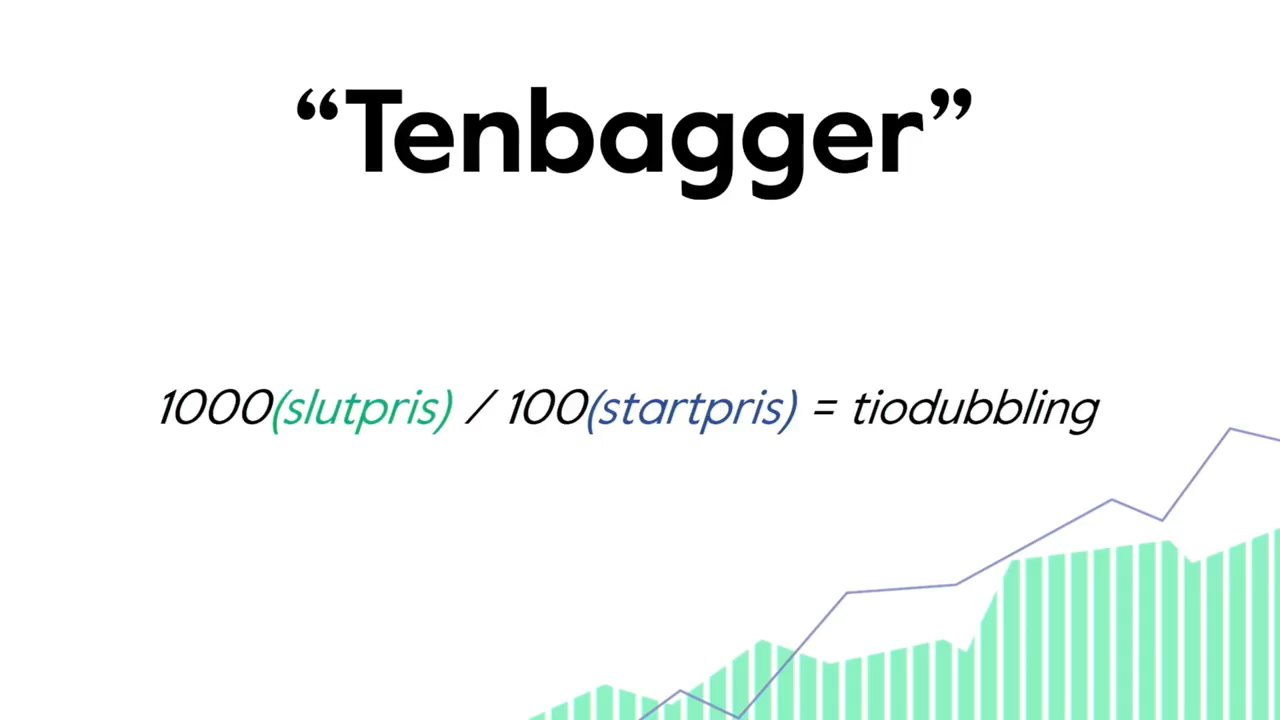 “Tenbagger”
1000(slutpris) / 100(startpris) = tiodubbling